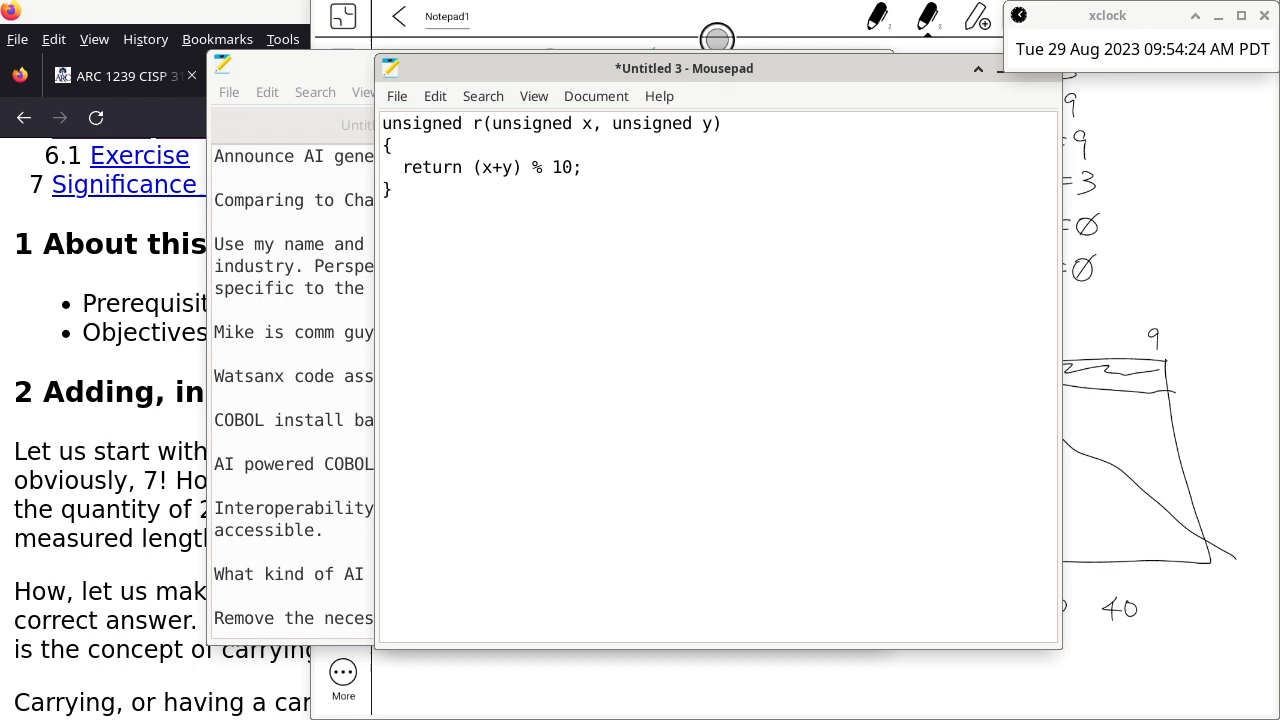 Notepad1
xclock
Tue 29 Aug 2023 09:54:24 AM PDT
File Edit View History Bookmarks Tools
ARC 1239 CISP 31
6.1 Exercise
7 Significance
1 About this
• Prerequisit
• Objectives
2 Adding, in
Let us start with
obviously, 7! Ho
the quantity of 2
measured length
How, let us mak
correct answer.
is the concept of carrying
Carrying, or having a car
File Edit Search View
Untitl
Announce AI gene
Comparing to Cha
Use my name and
industry. Perspe
specific to the
Mike is comm guy
Watsanx code ass
COBOL install ba
AI powered COBOL
Interoperability
accessible.
What kind of AI
Remove the neces
*Untitled 3 - Mousepad
File Edit Search View Document Help
unsigned r(unsigned x, unsigned y)
{
return (x+y) % 10;
}
9
=9
=3
=0
=0
9
40
More